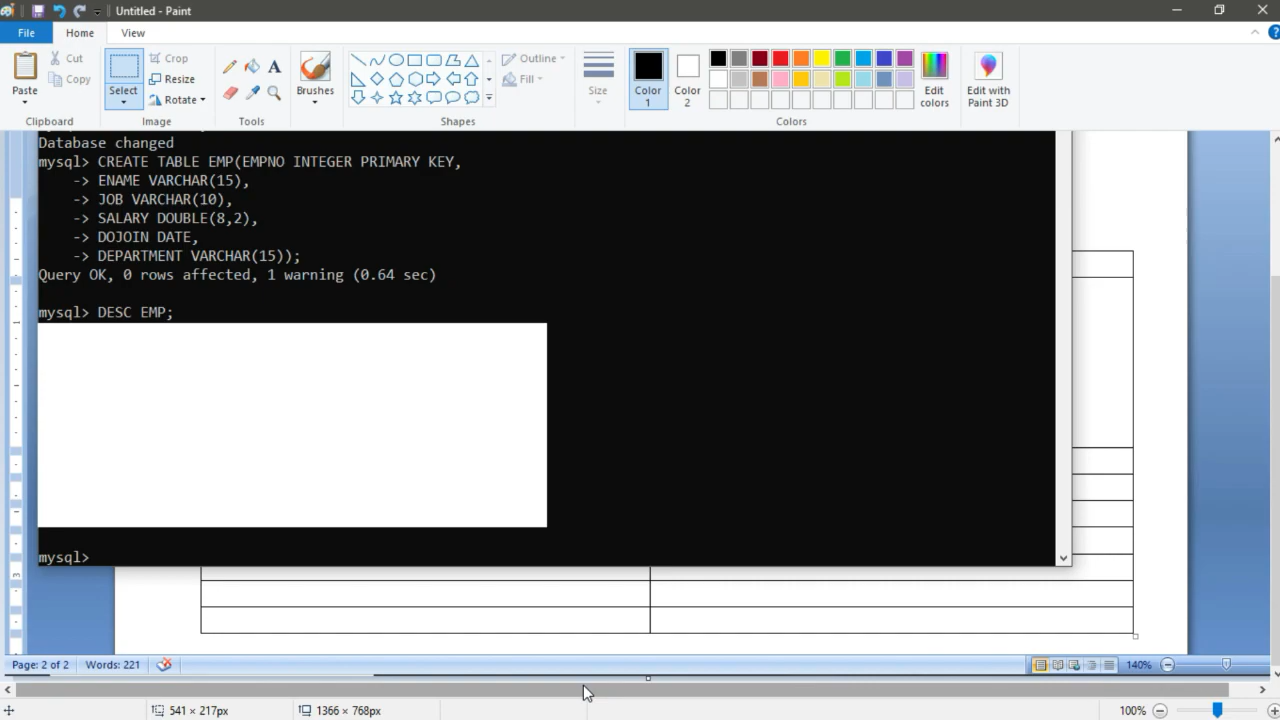 Untitled - Paint
File
Home
View
Paste
Cut
Copy
Clipboard
Select
Crop
Resize
Rotate
Image
A
Tools
Brushes
Shapes
Outline
Fill
Size
Color 1
Color 2
Colors
Edit colors
Edit with Paint 3D
?
Database changed
mysql> CREATE TABLE EMP(EMPNO INTEGER PRIMARY KEY,
-> ENAME VARCHAR(15),
-> JOB VARCHAR(10),
-> SALARY DOUBLE(8,2),
-> DOJOIN DATE,
-> DEPARTMENT VARCHAR(15));
Query OK, 0 rows affected, 1 warning (0.64 sec)
mysql> DESC EMP;
mysql>
3
Page: 2 of 2
Words: 221
140%
541 × 217px
1366 × 768px
100%